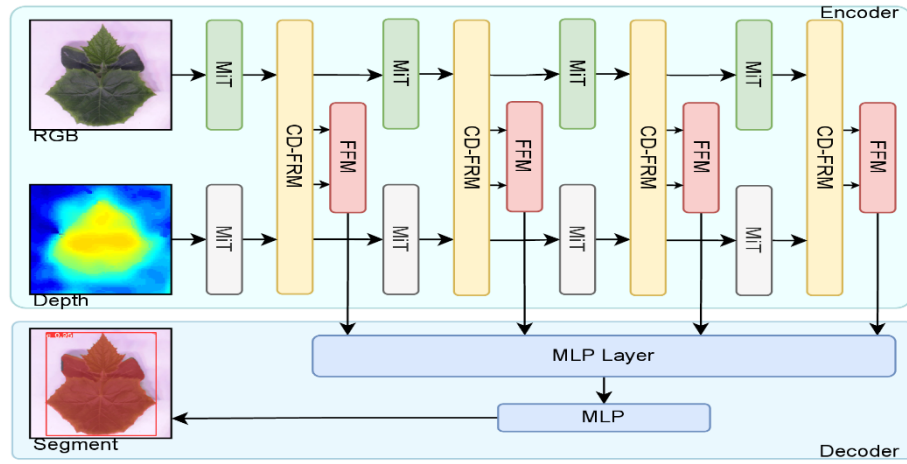 Encoder
RGB
MiT
CD-FRM
FFM
MiT
CD-FRM
FFM
MiT
CD-FRM
FFM
MiT
CD-FRM
FFM
Depth
MiT
MiT
MiT
MiT
MLP Layer
MLP
Segment
Decoder